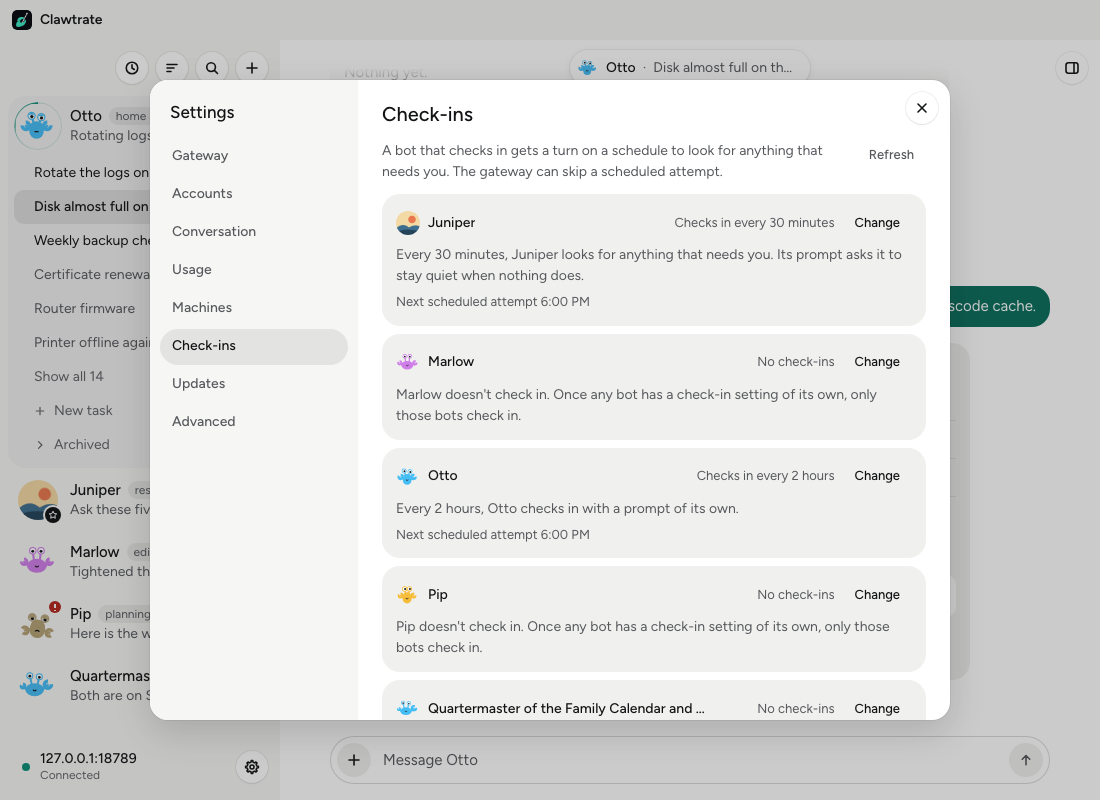 Clawtrate
Nothing yet.
Otto · Disk almost full on th...
Otto home
Rotating logs
Rotate the logs on
Disk almost full on
Weekly backup che
Certificate renewa
Router firmware
Printer offline again
Show all 14
+ New task
> Archived
Juniper res
Ask these fiv
Marlow edi
Tightened th
Pip planning
Here is the w
Quartermas
Both are on S
127.0.0.1:18789
Connected
Settings
Gateway
Accounts
Conversation
Usage
Machines
Check-ins
Updates
Advanced
Check-ins
A bot that checks in gets a turn on a schedule to look for anything that
needs you. The gateway can skip a scheduled attempt.
Refresh
Juniper Checks in every 30 minutes Change
Every 30 minutes, Juniper looks for anything that needs you. Its prompt asks it to
stay quiet when nothing does.
Next scheduled attempt 6:00 PM
Marlow No check-ins Change
Marlow doesn't check in. Once any bot has a check-in setting of its own, only
those bots check in.
Otto Checks in every 2 hours Change
Every 2 hours, Otto checks in with a prompt of its own.
Next scheduled attempt 6:00 PM
Pip No check-ins Change
Pip doesn't check in. Once any bot has a check-in setting of its own, only those
bots check in.
Quartermaster of the Family Calendar and ... No check-ins Change
scode cache.
Message Otto